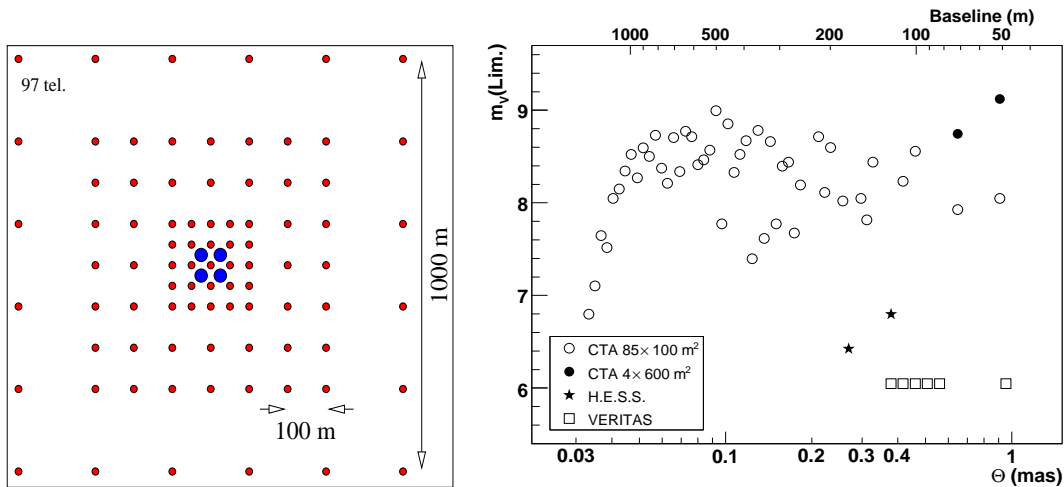 97 tel.
1000 m
100 m
Baseline (m)
1000 500 200 100 50
m_V(Lim.)
9
8
7
6
CTA 85× 100 m²
CTA 4× 600 m²
H.E.S.S.
VERITAS
0.03 0.1 0.2 0.3 0.4 1
Θ (mas)